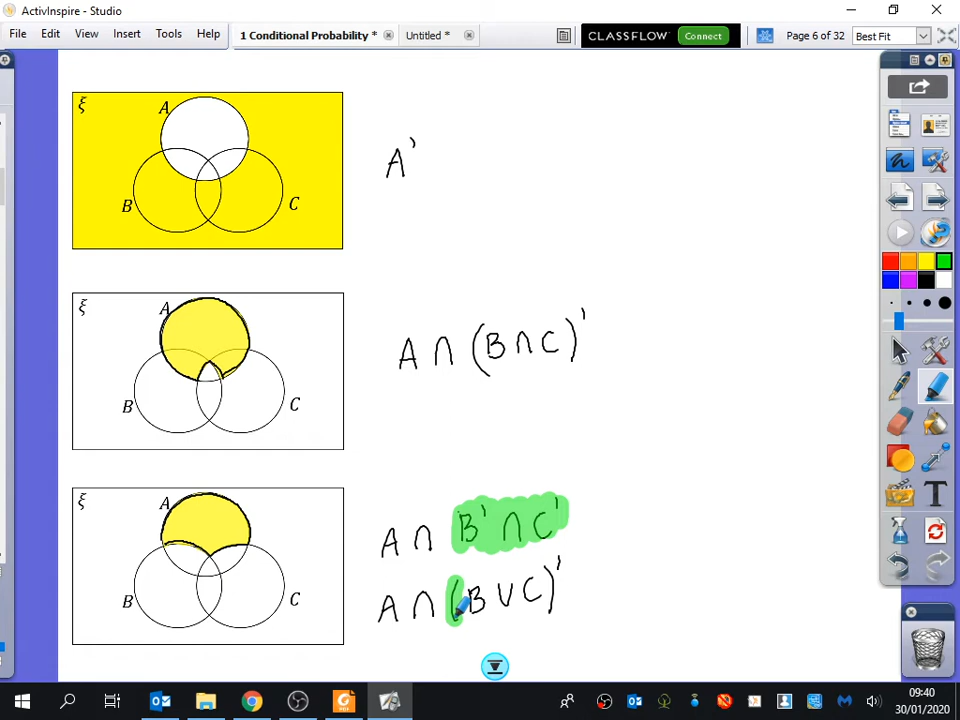 ActivInspire - Studio
File Edit View Insert Tools Help
1 Conditional Probability *
Untitled *
CLASSFLOW Connect
Page 6 of 32
Best Fit
ξ
A
B
C
A'
ξ
A
B
C
A ∩ (B ∩ C)'
ξ
A
B
C
A ∩ B' ∩ C'
A ∩ (B ∪ C)'
T
09:40
30/01/2020